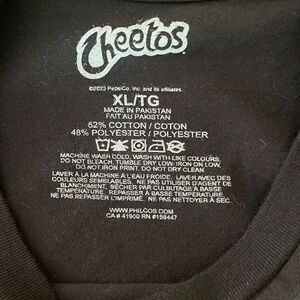 Cheetos
©2023 PepsiCo, Inc. and its affiliates.
XL/TG
MADE IN PAKISTAN
FAIT AU PAKISTAN
52% COTTON / COTON
48% POLYESTER / POLYESTER
MACHINE WASH COLD, WASH WITH LIKE COLOURS,
DO NOT BLEACH, TUMBLE DRY LOW, IRON ON LOW,
DO NOT IRON PRINT, DO NOT DRY CLEAN
LAVER À LA MACHINE À L'EAU FROIDE, LAVER AVEC DES
COULEURS SEMBLABLES, NE PAS UTILISER D'AGENT DE
BLANCHIMENT, SÉCHER PAR CULBUTAGE À BASSE
TEMPÉRATURE, REPASSER À BASSE TEMPÉRATURE
NE PAS REPASSER L'IMPRIMÉ, NE PAS NETTOYER À SEC.
WWW.PHILCOS.COM
CA# 41900 RN #158447